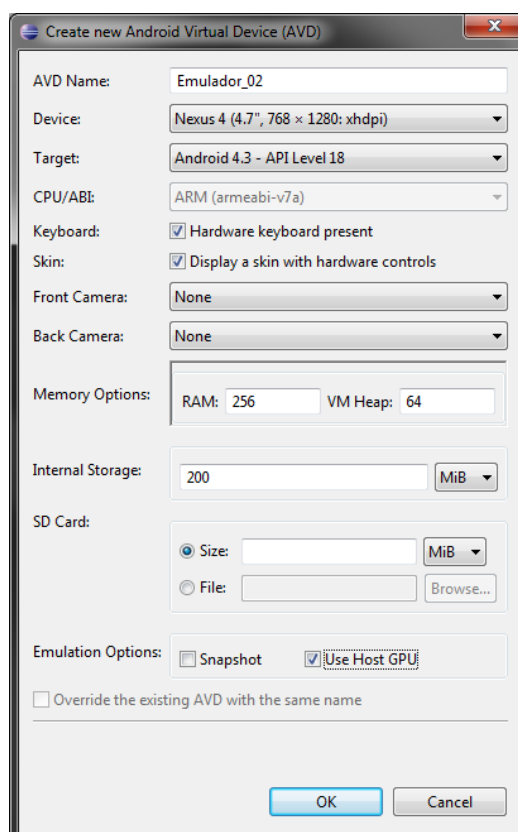 Create new Android Virtual Device (AVD)
AVD Name: Emulador_02
Device: Nexus 4 (4.7", 768 × 1280: xhdpi)
Target: Android 4.3 - API Level 18
CPU/ABI: ARM (armeabi-v7a)
Keyboard: Hardware keyboard present
Skin: Display a skin with hardware controls
Front Camera: None
Back Camera: None
Memory Options: RAM: 256 VM Heap: 64
Internal Storage: 200 MiB
SD Card:
Size: MiB
File: Browse...
Emulation Options: Snapshot Use Host GPU
Override the existing AVD with the same name
OK Cancel